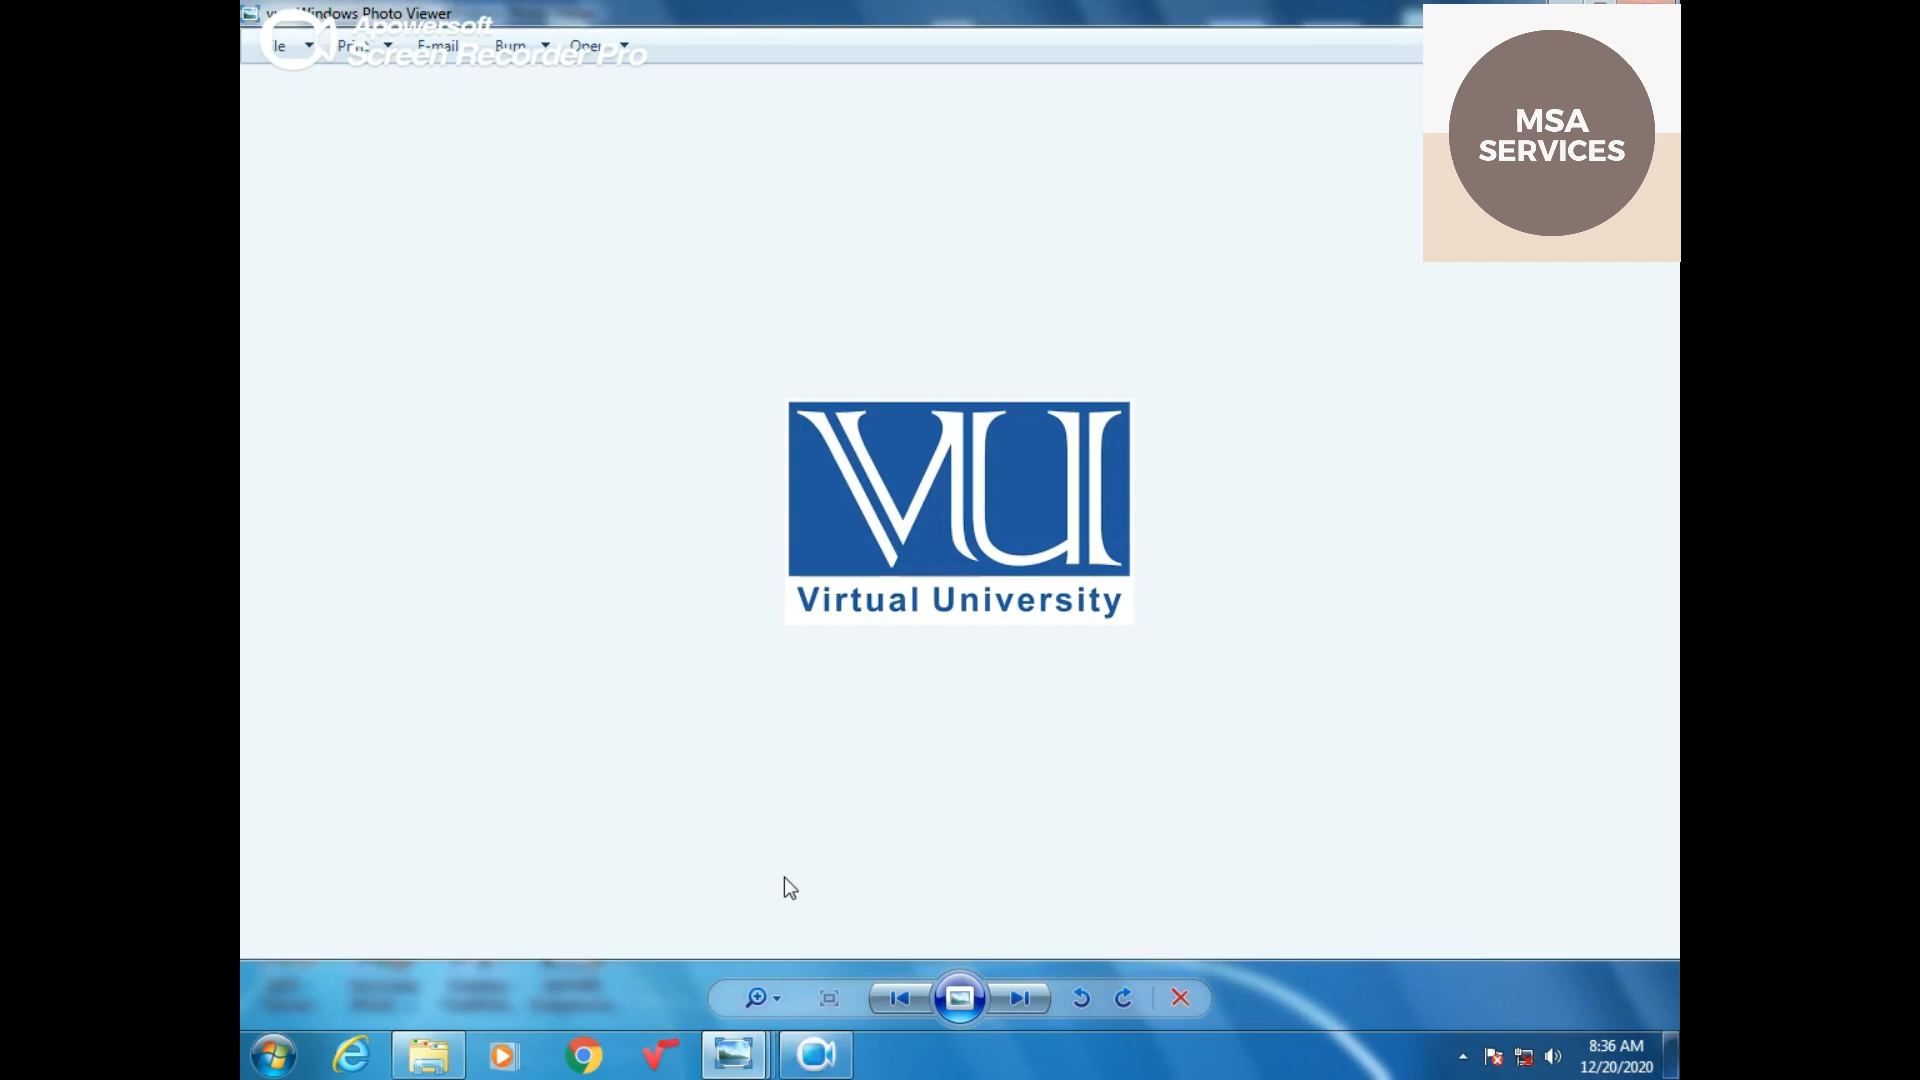 Windows Photo Viewer
Apowersoft
Screen Recorder Pro
Print
E-mail
Burn
Open
MSA
SERVICES
VU
Virtual University
8:36 AM
12/20/2020